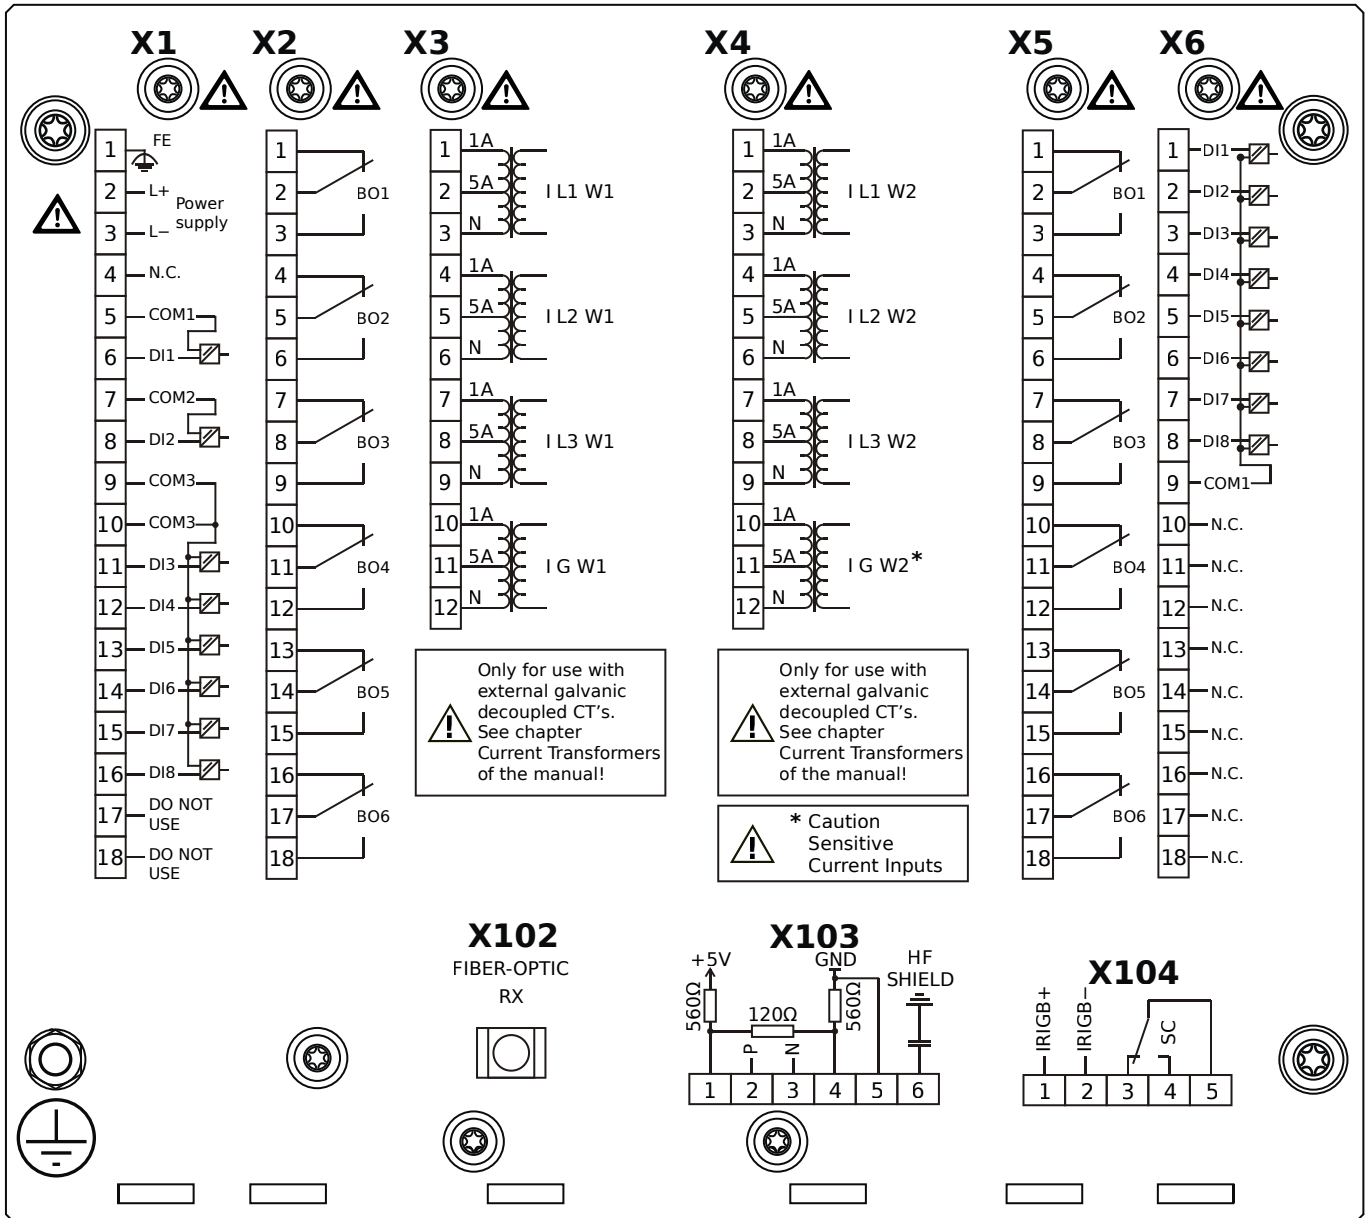 X1
1 FE
2 L+ Power
supply
3 L−
4 N.C.
5 COM1
6 DI1
7 COM2
8 DI2
9 COM3
10 COM3
11 DI3
12 DI4
13 DI5
14 DI6
15 DI7
16 DI8
17 DO NOT
USE
18 DO NOT
USE
X2
1
2 BO1
3
4
5 BO2
6
7
8 BO3
9
10
11 BO4
12
13
14 BO5
15
16
17 BO6
18
X3
1 1A
2 5A I L1 W1
3 N
4 1A
5 5A I L2 W1
6 N
7 1A
8 5A I L3 W1
9 N
10 1A
11 5A I G W1
12 N
Only for use with
external galvanic
decoupled CT's.
See chapter
Current Transformers
of the manual!
X4
1 1A
2 5A I L1 W2
3 N
4 1A
5 5A I L2 W2
6 N
7 1A
8 5A I L3 W2
9 N
10 1A
11 5A I G W2*
12 N
Only for use with
external galvanic
decoupled CT's.
See chapter
Current Transformers
of the manual!
* Caution
Sensitive
Current Inputs
X5
1
2 BO1
3
4
5 BO2
6
7
8 BO3
9
10
11 BO4
12
13
14 BO5
15
16
17 BO6
18
X6
1 DI1
2 DI2
3 DI3
4 DI4
5 DI5
6 DI6
7 DI7
8 DI8
9 COM1
10 N.C.
11 N.C.
12 N.C.
13 N.C.
14 N.C.
15 N.C.
16 N.C.
17 N.C.
18 N.C.
X102
FIBER-OPTIC
RX
X103
+5V GND HF
SHIELD
560Ω 120Ω 560Ω
P N
1 2 3 4 5 6
X104
IRIGB+ IRIGB− SC
1 2 3 4 5